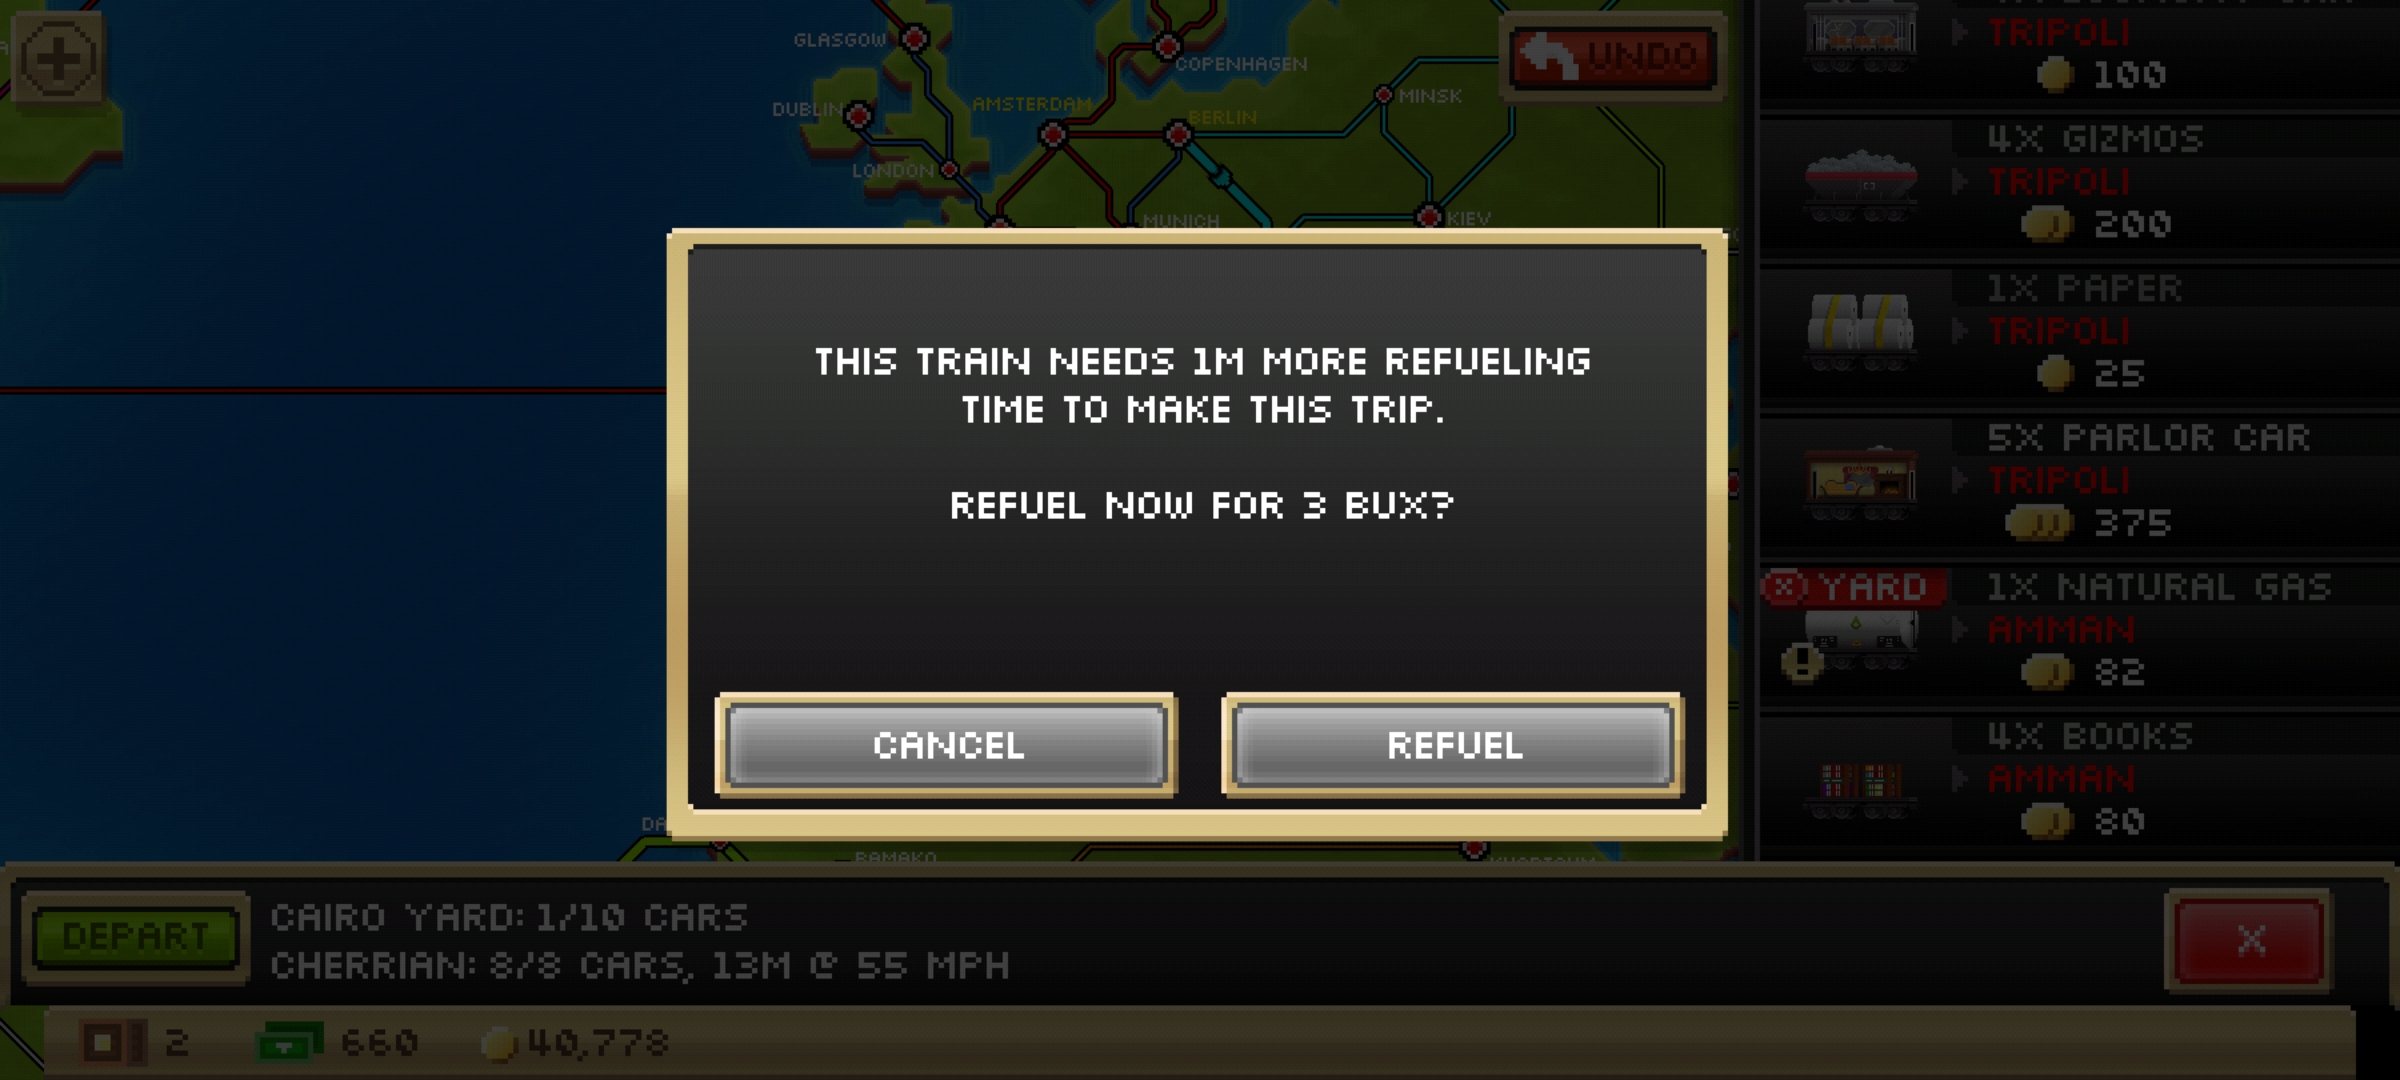 GLASGOW
COPENHAGEN
UNDO
DUBLIN
AMSTERDAM
BERLIN
MINSK
LONDON
MUNICH
KIEV
TRIPOLI
100
4X GIZMOS
TRIPOLI
200
1X PAPER
TRIPOLI
25
5X PARLOR CAR
TRIPOLI
375
YARD
1X NATURAL GAS
AMMAN
82
4X BOOKS
AMMAN
80
THIS TRAIN NEEDS 1M MORE REFUELING
TIME TO MAKE THIS TRIP.
REFUEL NOW FOR 3 BUX?
CANCEL
REFUEL
BAMAKO
DEPART
CAIRO YARD: 1/10 CARS
CHERRIAN: 8/8 CARS, 13M @ 55 MPH
X
2
660
40,778